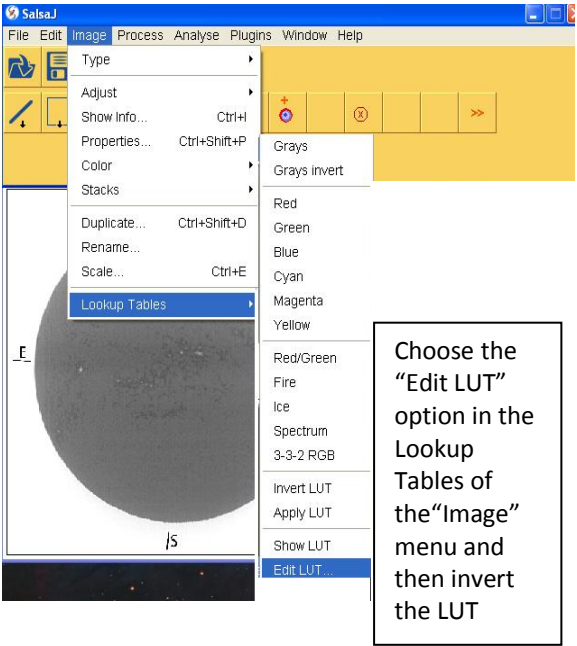 SalsaJ
File Edit Image Process Analyse Plugins Window Help
Type
Adjust
Show Info... Ctrl+I
Properties... Ctrl+Shift+P
Color
Stacks
Duplicate... Ctrl+Shift+D
Rename...
Scale... Ctrl+E
Lookup Tables
>>
Grays
Grays invert
Red
Green
Blue
Cyan
Magenta
Yellow
Red/Green
Fire
Ice
Spectrum
3-3-2 RGB
Invert LUT
Apply LUT
Show LUT
Edit LUT...
E
S
Choose the
“Edit LUT”
option in the
Lookup
Tables of
the“Image”
menu and
then invert
the LUT